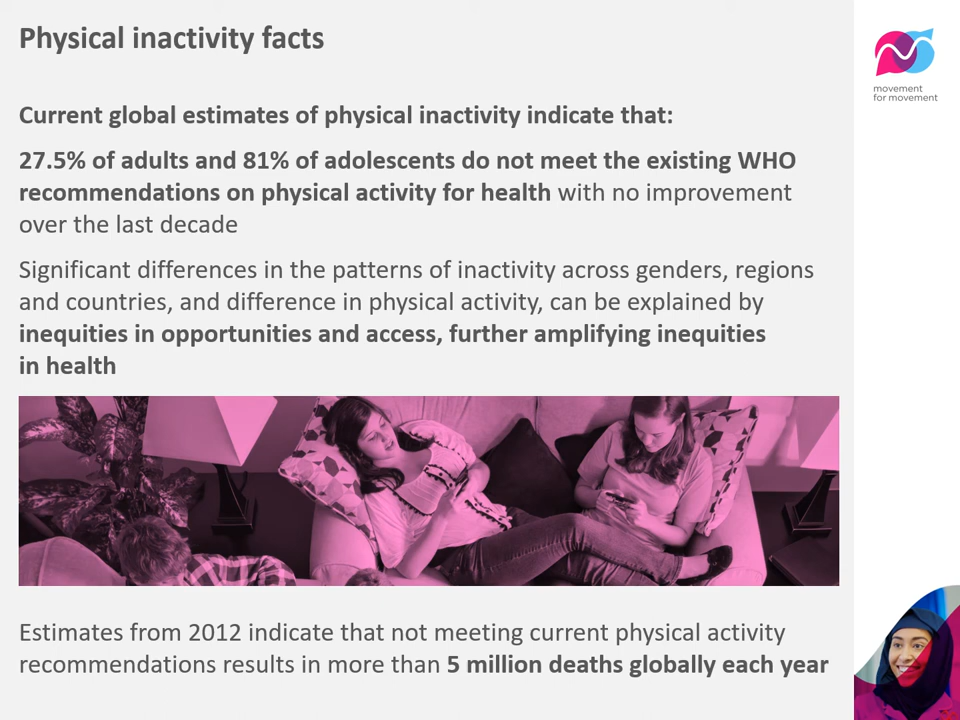 Physical inactivity facts
movement
for movement
Current global estimates of physical inactivity indicate that:
27.5% of adults and 81% of adolescents do not meet the existing WHO
recommendations on physical activity for health with no improvement
over the last decade
Significant differences in the patterns of inactivity across genders, regions
and countries, and difference in physical activity, can be explained by
inequities in opportunities and access, further amplifying inequities
in health
Estimates from 2012 indicate that not meeting current physical activity
recommendations results in more than 5 million deaths globally each year